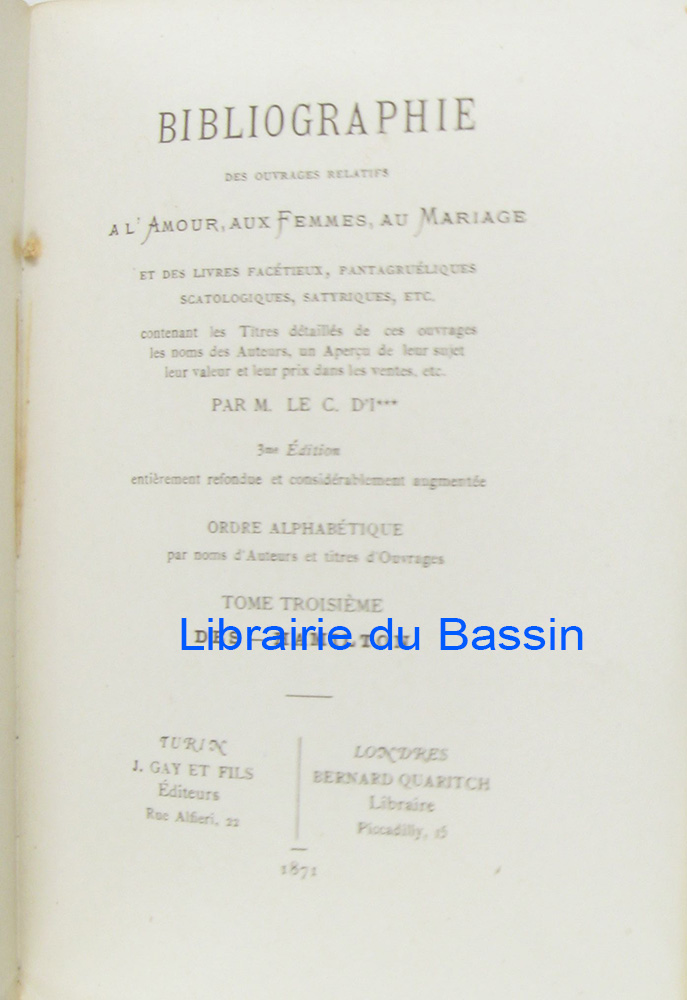 BIBLIOGRAPHIE
DES OUVRAGES RELATIFS
A L'AMOUR, AUX FEMMES, AU MARIAGE
ET DES LIVRES FACÉTIEUX, PANTAGRUÉLIQUES
SCATOLOGIQUES, SATYRIQUES, ETC.
contenant les Titres détaillés de ces ouvrages
les noms des Auteurs, un Aperçu de leur sujet
leur valeur et leur prix dans les ventes, etc.
PAR M. LE C. D'I***
3me Édition
entièrement refondue et considérablement augmentée
ORDRE ALPHABÉTIQUE
par noms d'Auteurs et titres d'Ouvrages
TOME TROISIÈME
DES — HAMILTON
Librairie du Bassin
TURIN
J. GAY ET FILS
Éditeurs
Rue Alfieri, 22
LONDRES
BERNARD QUARITCH
Libraire
Piccadilly, 15
1871